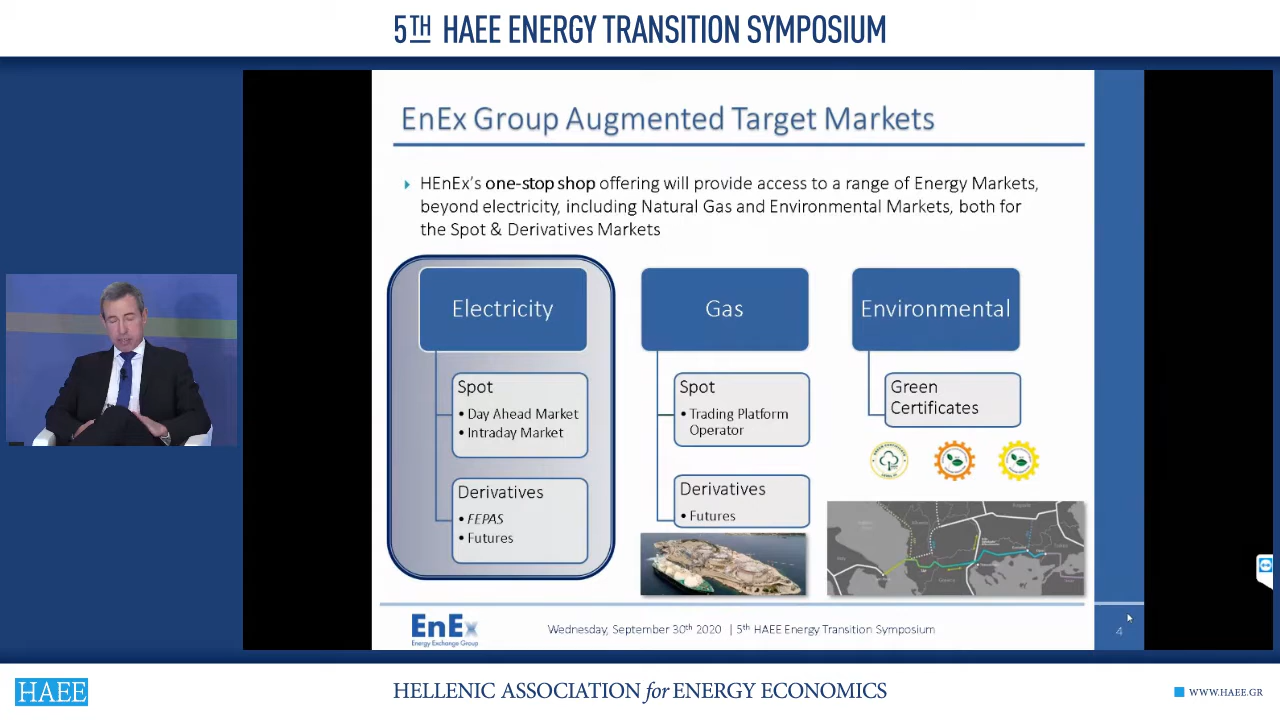 5TH HAEE ENERGY TRANSITION SYMPOSIUM
EnEx Group Augmented Target Markets
HEnEx's one-stop shop offering will provide access to a range of Energy Markets,
beyond electricity, including Natural Gas and Environmental Markets, both for
the Spot & Derivatives Markets
Electricity
Spot
• Day Ahead Market
• Intraday Market
Derivatives
• FEPAS
• Futures
Gas
Spot
• Trading Platform
Operator
Derivatives
• Futures
Environmental
Green
Certificates
EnEx
Energy Exchange Group
Wednesday, September 30th 2020 | 5th HAEE Energy Transition Symposium
4
HAEE
HELLENIC ASSOCIATION for ENERGY ECONOMICS
WWW.HAEE.GR